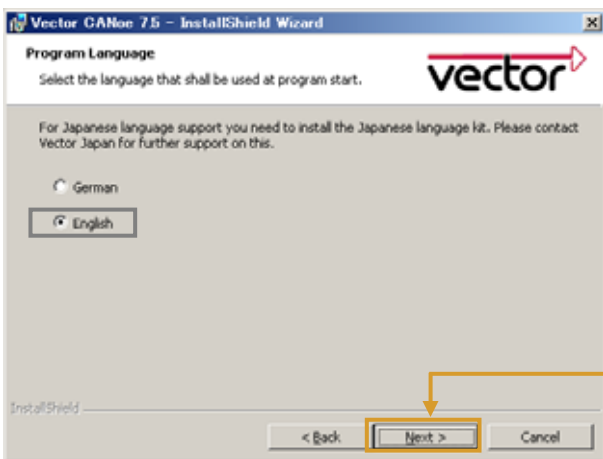 Vector CANoe 7.5 - InstallShield Wizard
Program Language
Select the language that shall be used at program start.
vector
For Japanese language support you need to install the Japanese language kit. Please contact
Vector Japan for further support on this.
German
English
InstallShield
< Back
Next >
Cancel